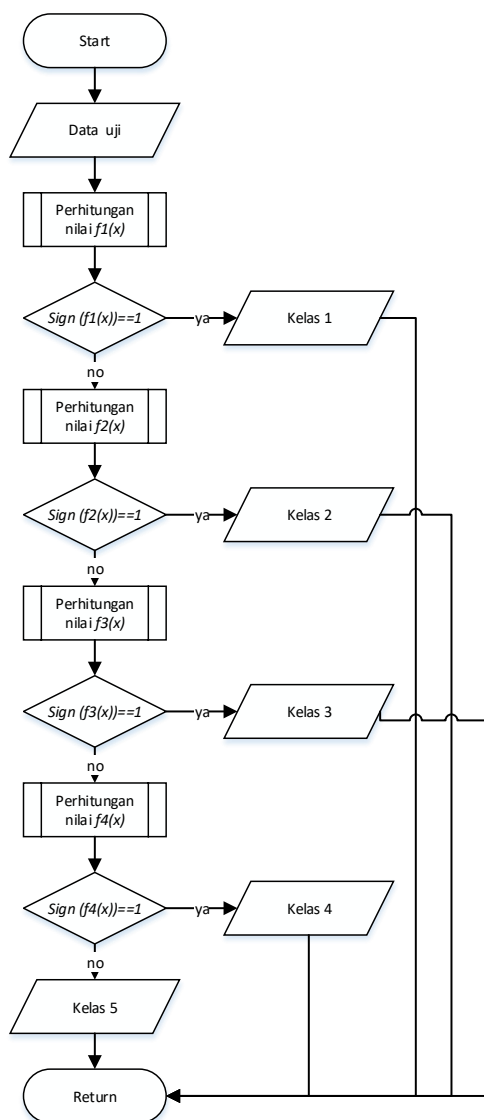 Start
Data uji
Perhitungan
nilai f1(x)
Sign (f1(x))==1
ya
Kelas 1
no
Perhitungan
nilai f2(x)
Sign (f2(x))==1
ya
Kelas 2
no
Perhitungan
nilai f3(x)
Sign (f3(x))==1
ya
Kelas 3
no
Perhitungan
nilai f4(x)
Sign (f4(x))==1
ya
Kelas 4
no
Kelas 5
Return